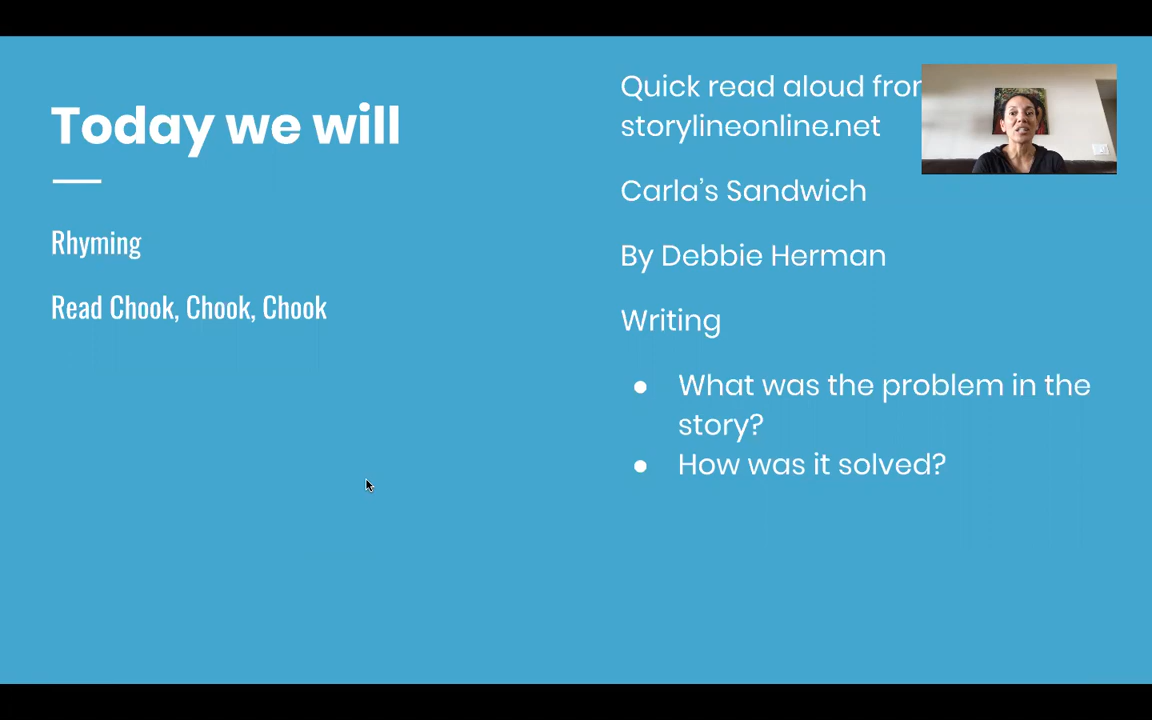 Today we will
Rhyming
Read Chook, Chook, Chook
Quick read aloud
storylineonline.net
Carla’s Sandwich
By Debbie Herman
Writing
● What was the problem in the
story?
● How was it solved?